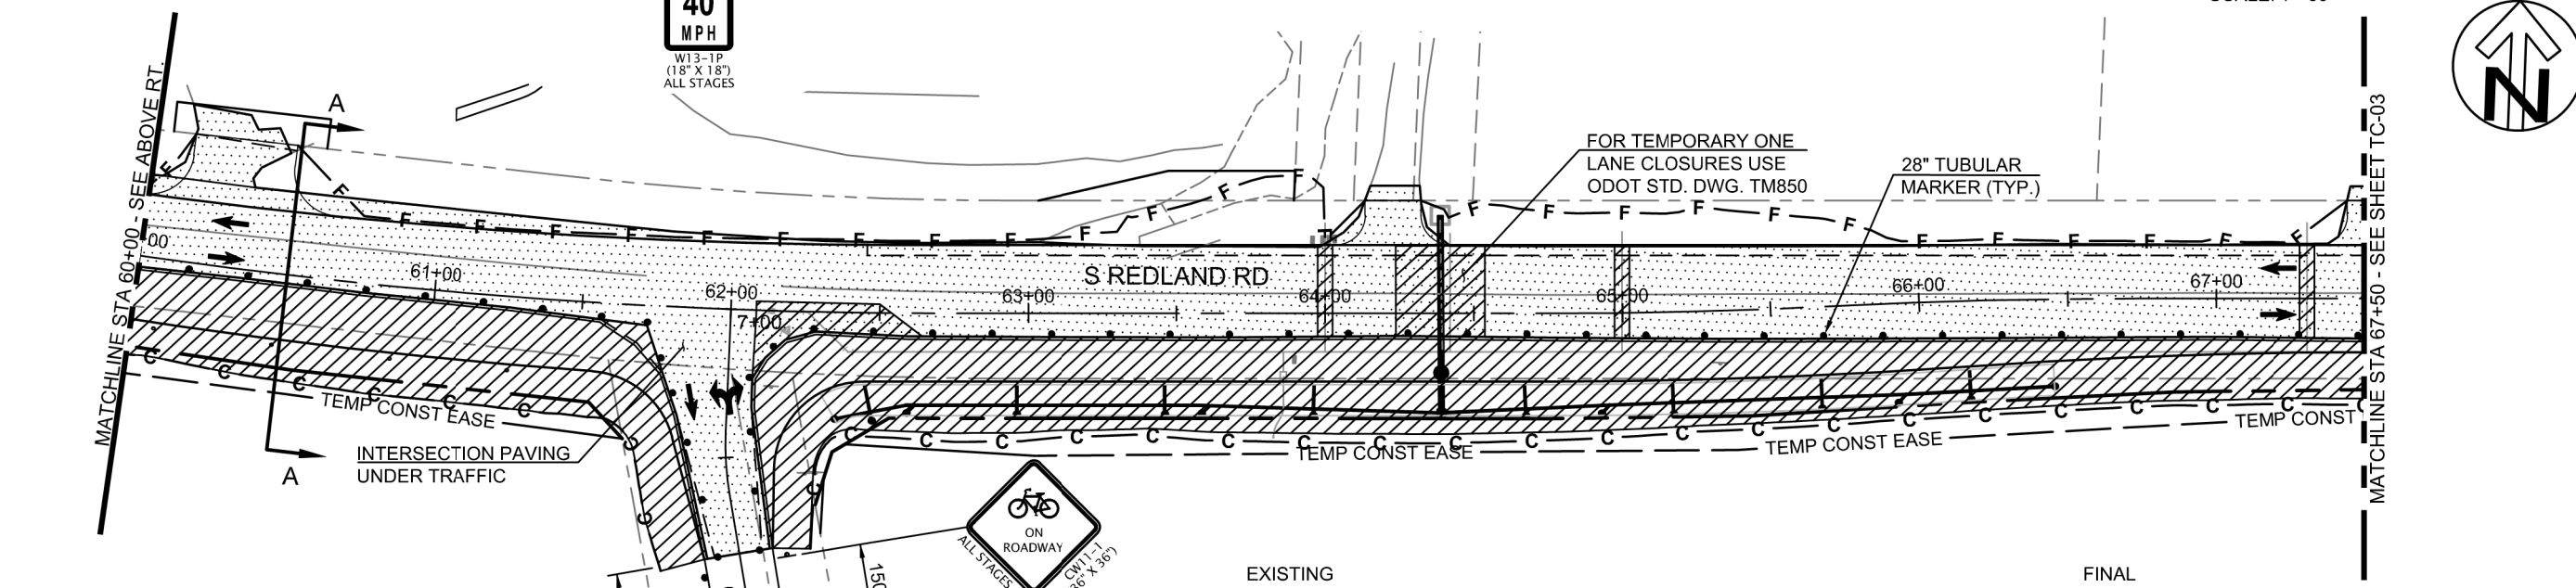 40
MPH
W13-1P
(18" X 18")
ALL STAGES
N
MATCHLINE STA 60+00 - SEE ABOVE RT.
A
A
F
F
F F F F F F F F F F F F F
F F F F F F F F F F F F
FOR TEMPORARY ONE
LANE CLOSURES USE
ODOT STD. DWG. TM850
28" TUBULAR
MARKER (TYP.)
00
61+00
62+00
7+00
S REDLAND RD
63+00
64+00
65+00
66+00
67+00
MATCHLINE STA 67+50 - SEE SHEET TC-03
C C C C C C
TEMP CONST EASE
INTERSECTION PAVING
UNDER TRAFFIC
C C
C C C C C C C C C C C C C C C C
TEMP CONST EASE
TEMP CONST EASE
TEMP CONST
ON
ROADWAY
ALL STAGES
CW11-1
36" X 36")
150
EXISTING
FINAL